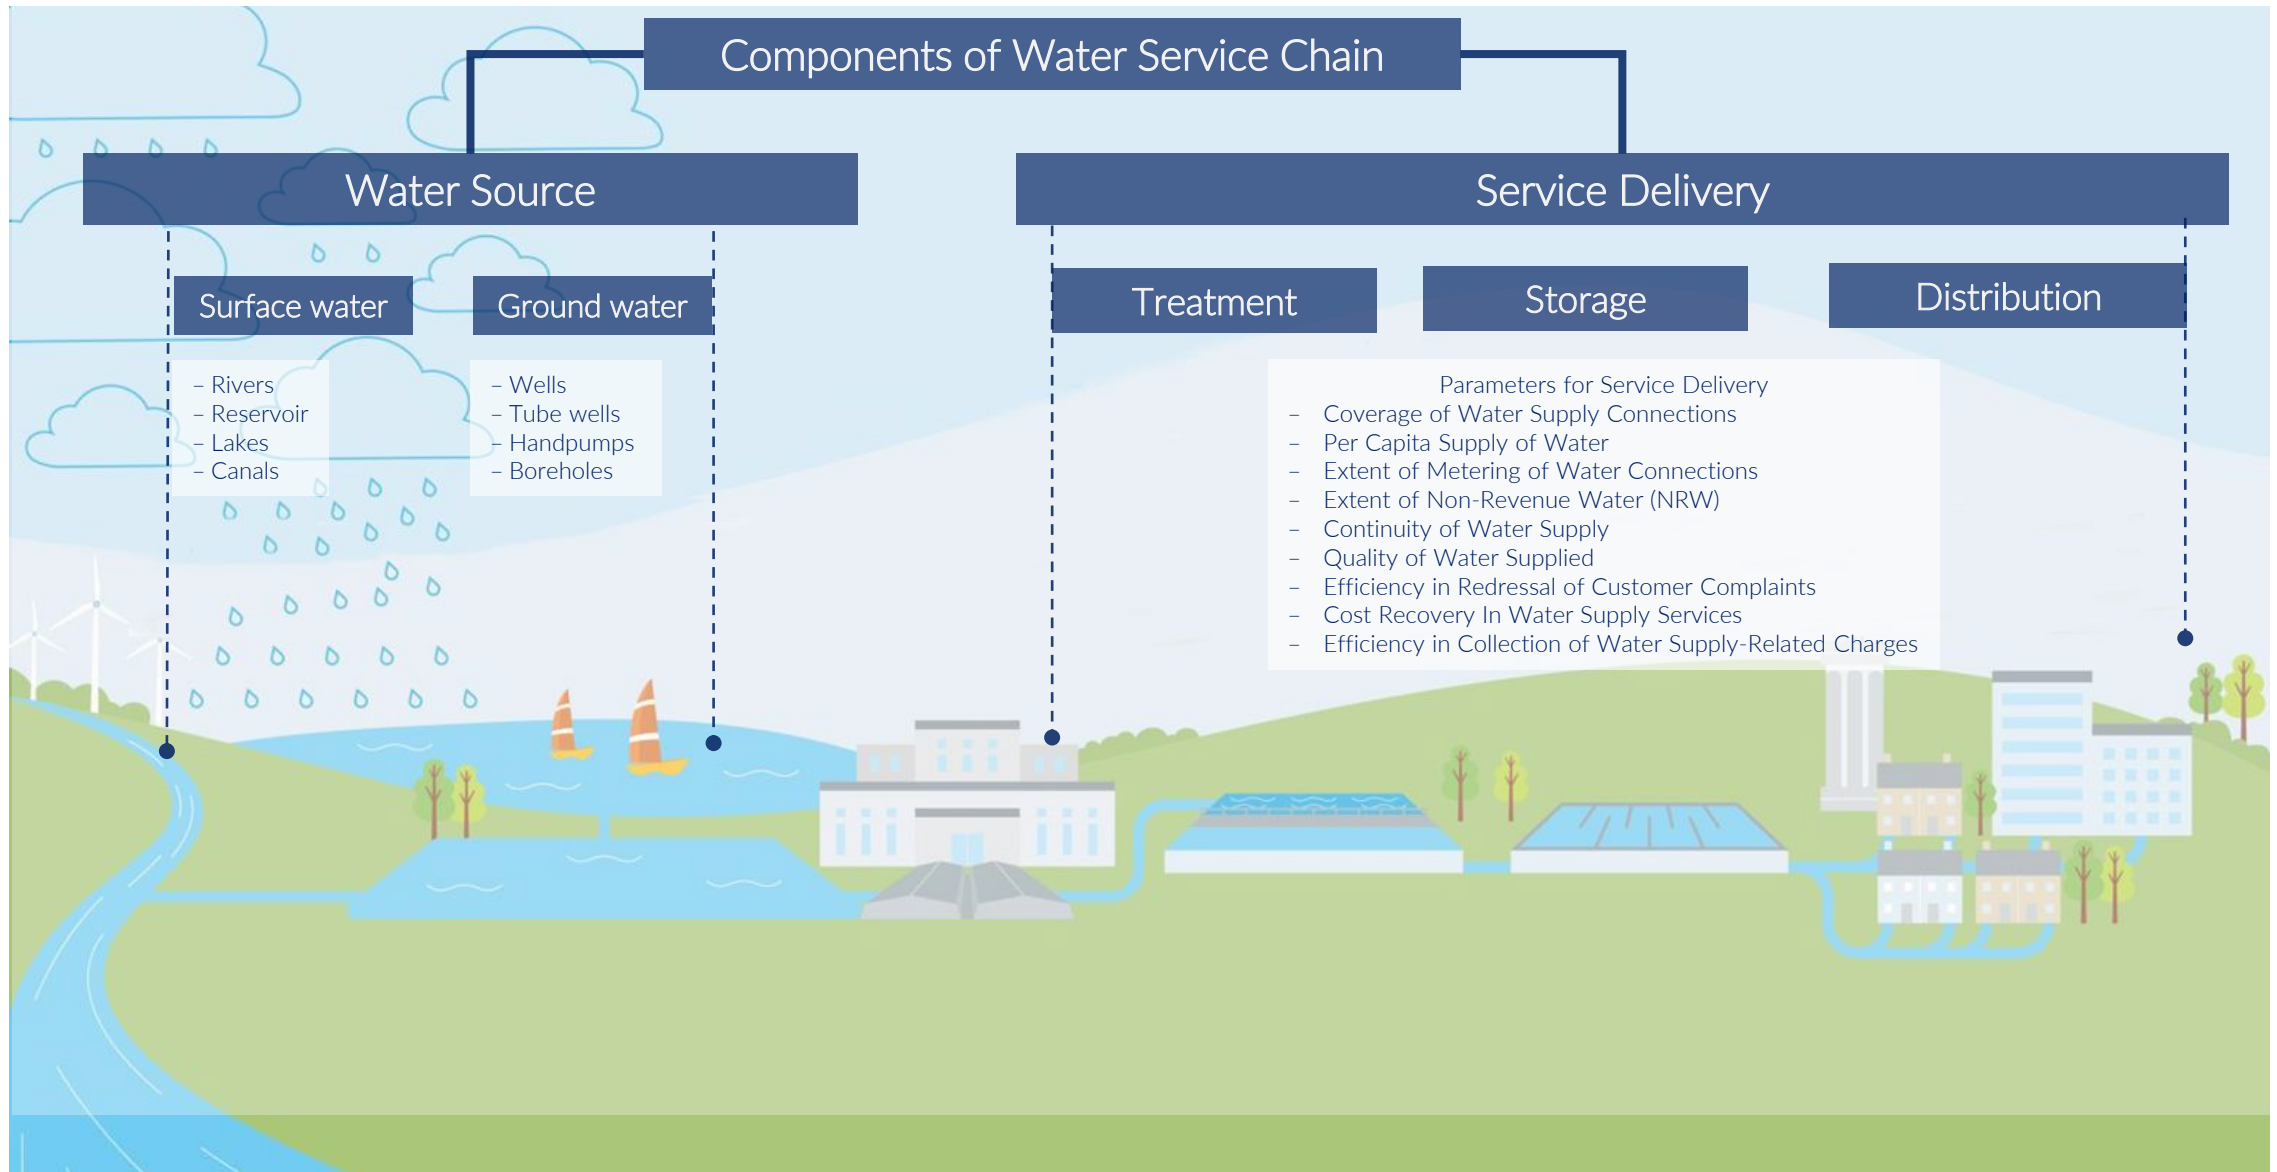 Components of Water Service Chain
Water Source
Service Delivery
Surface water
Ground water
Treatment
Storage
Distribution
– Rivers
– Reservoir
– Lakes
– Canals
– Wells
– Tube wells
– Handpumps
– Boreholes
Parameters for Service Delivery
– Coverage of Water Supply Connections
– Per Capita Supply of Water
– Extent of Metering of Water Connections
– Extent of Non-Revenue Water (NRW)
– Continuity of Water Supply
– Quality of Water Supplied
– Efficiency in Redressal of Customer Complaints
– Cost Recovery In Water Supply Services
– Efficiency in Collection of Water Supply-Related Charges